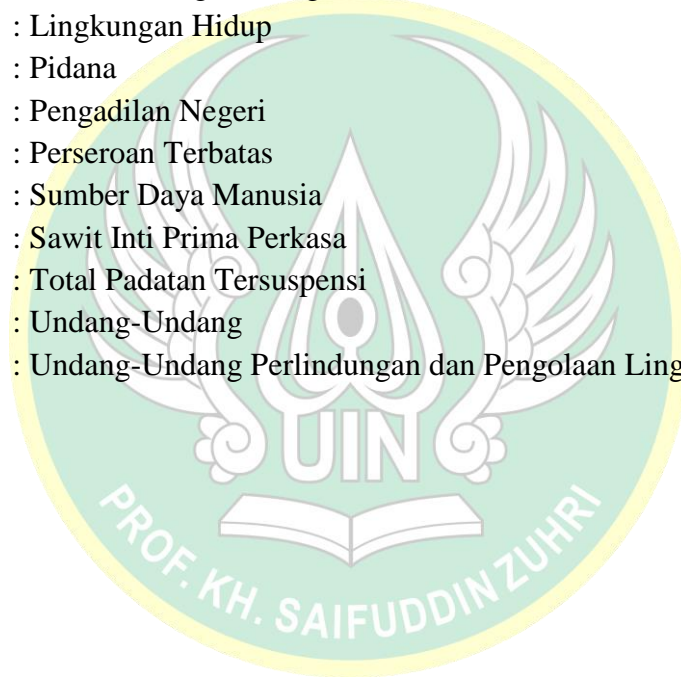 : Lingkungan Hidup
: Pidana
: Pengadilan Negeri
: Perseroan Terbatas
: Sumber Daya Manusia
: Sawit Inti Prima Perkasa
: Total Padatan Tersuspensi
: Undang-Undang
: Undang-Undang Perlindungan dan Pengolaan Ling
UIN
PROF. KH. SAIFUDDIN ZUHRI